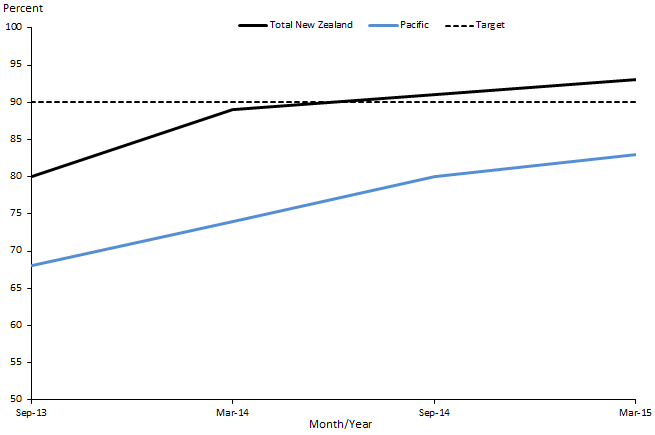 Percent
Total New Zealand Pacific Target
100
95
90
85
80
75
70
65
60
55
50
Sep-13 Mar-14 Sep-14 Mar-15
Month/Year